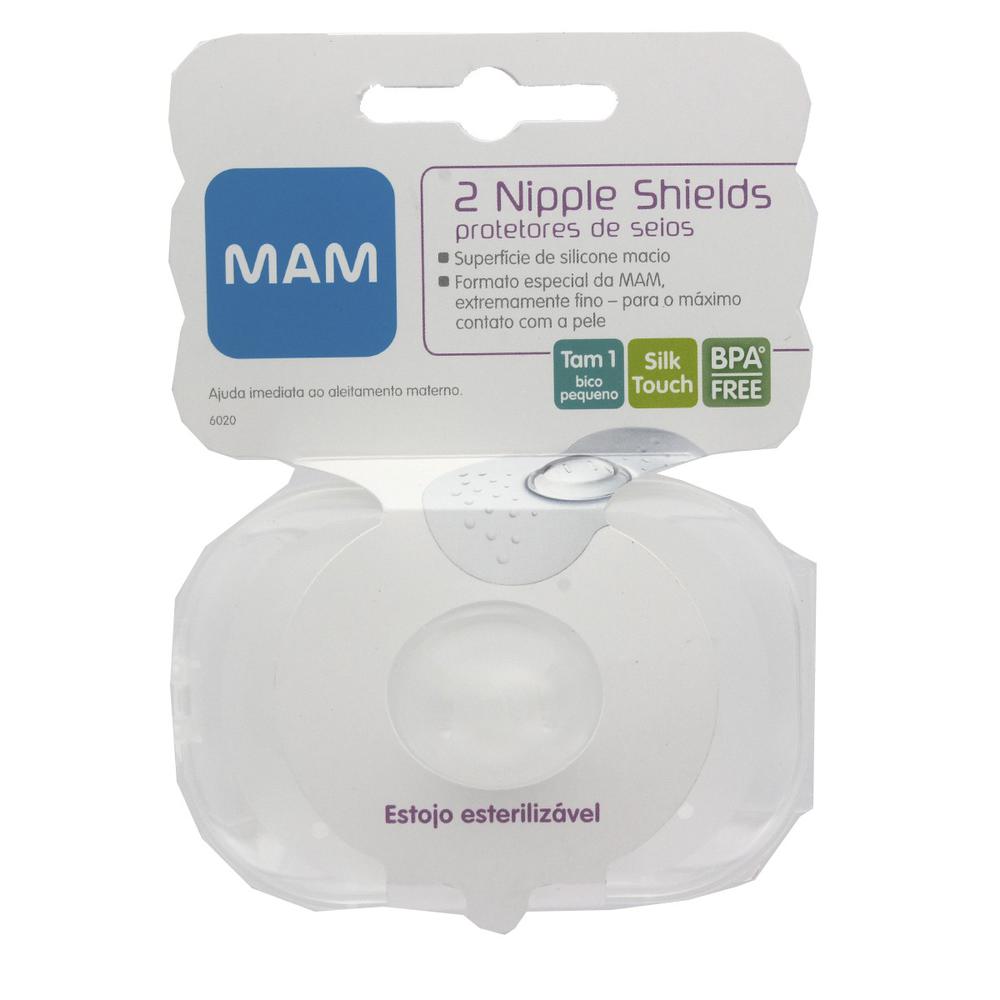 MAM
2 Nipple Shields
protetores de seios
Superfície de silicone macio
Formato especial da MAM,
extremamente fino – para o máximo
contato com a pele
Tam 1
bico
pequeno
Silk
Touch
BPA°
FREE
Ajuda imediata ao aleitamento materno.
6020
Estojo esterilizável